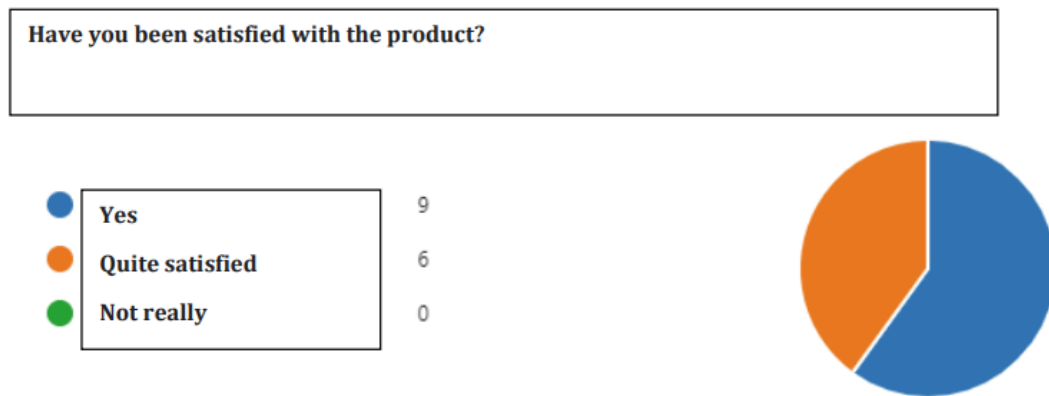 Have you been satisfied with the product?
Yes 9
Quite satisfied 6
Not really 0